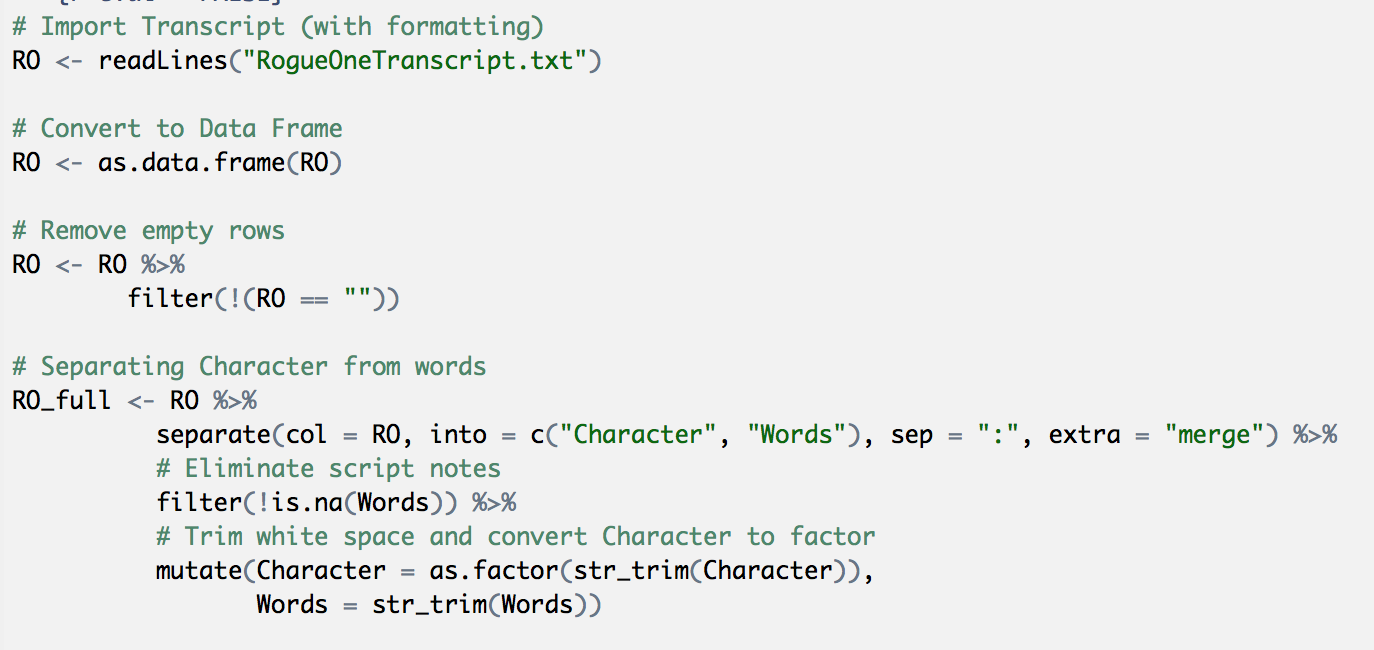 # Import Transcript (with formatting)
RO <- readLines("RogueOneTranscript.txt")
# Convert to Data Frame
RO <- as.data.frame(RO)
# Remove empty rows
RO <- RO %>%
filter(!(RO == ""))
# Separating Character from words
RO_full <- RO %>%
separate(col = RO, into = c("Character", "Words"), sep = ":", extra = "merge") %>%
# Eliminate script notes
filter(!is.na(Words)) %>%
# Trim white space and convert Character to factor
mutate(Character = as.factor(str_trim(Character)),
Words = str_trim(Words))